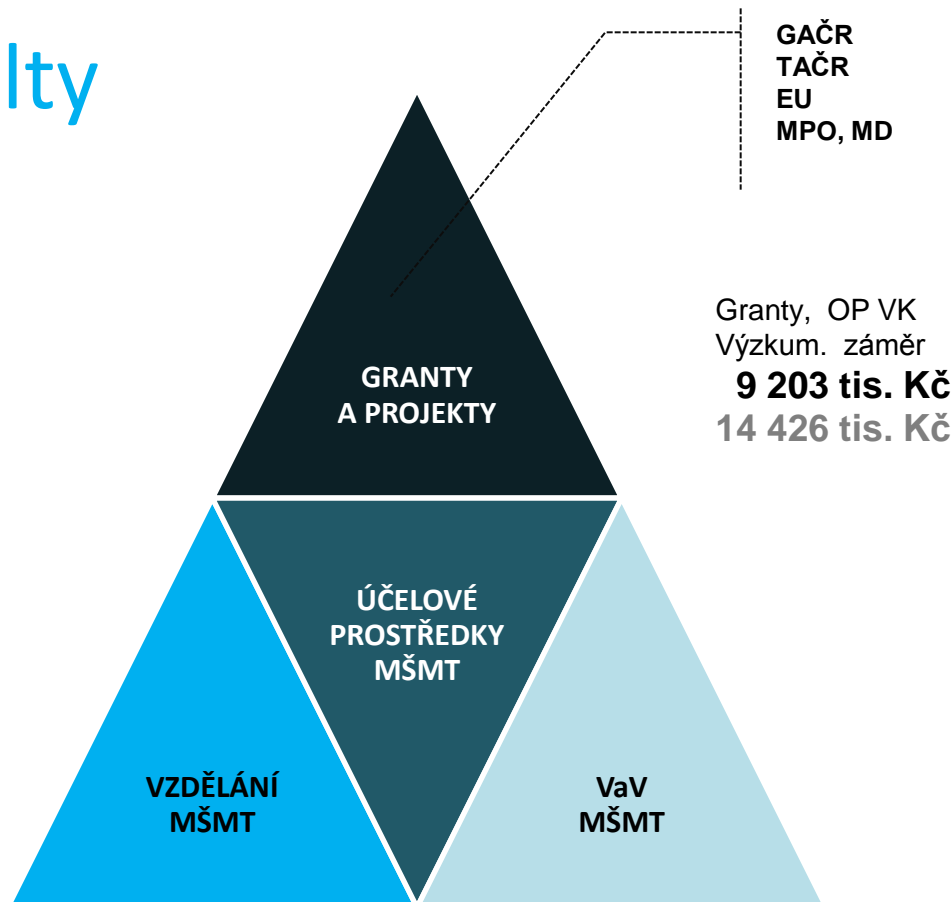 lty
GAČR
TAČR
EU
MPO, MD
Granty, OP VK
Výzkum. záměr
9 203 tis. Kč
14 426 tis. Kč
GRANTY
A PROJEKTY
ÚČELOVÉ
PROSTŘEDKY
MŠMT
VZDĚLÁNÍ
MŠMT
VaV
MŠMT